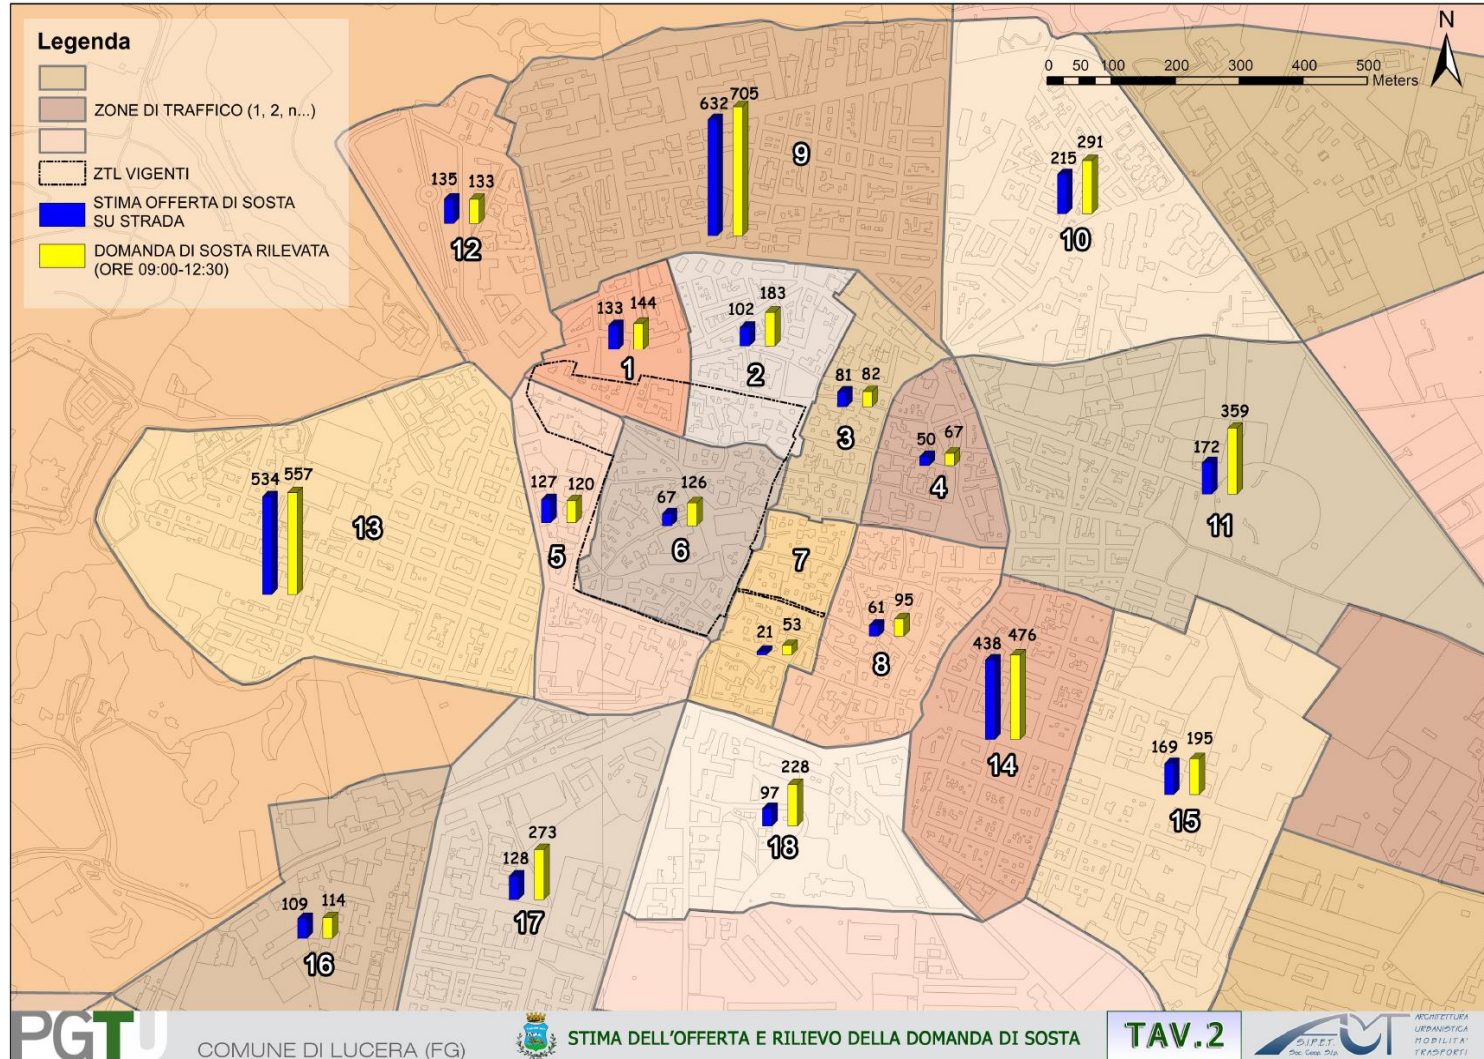 Legenda
ZONE DI TRAFFICO (1, 2, n...)
ZTL VIGENTI
STIMA OFFERTA DI SOSTA
SU STRADA
DOMANDA DI SOSTA RILEVATA
(ORE 09:00-12:30)
N
0 50 100 200 300 400 500
Meters
632 705
9
215 291
10
135 133
12
133 144
1
102 183
2
81 82
3
50 67
4
172 359
11
534 557
13
127 120
5
67 126
6
7
21 53
61 95
8
438 476
14
169 195
15
97 228
18
128 273
17
109 114
16
PGTU
COMUNE DI LUCERA (FG)
STIMA DELL'OFFERTA E RILIEVO DELLA DOMANDA DI SOSTA
TAV.2
S.I.P.E.T.
Soc. Coop. S.t.p.
AUMT
ARCHITETTURA
URBANISTICA
MOBILITA'
TRASPORTI